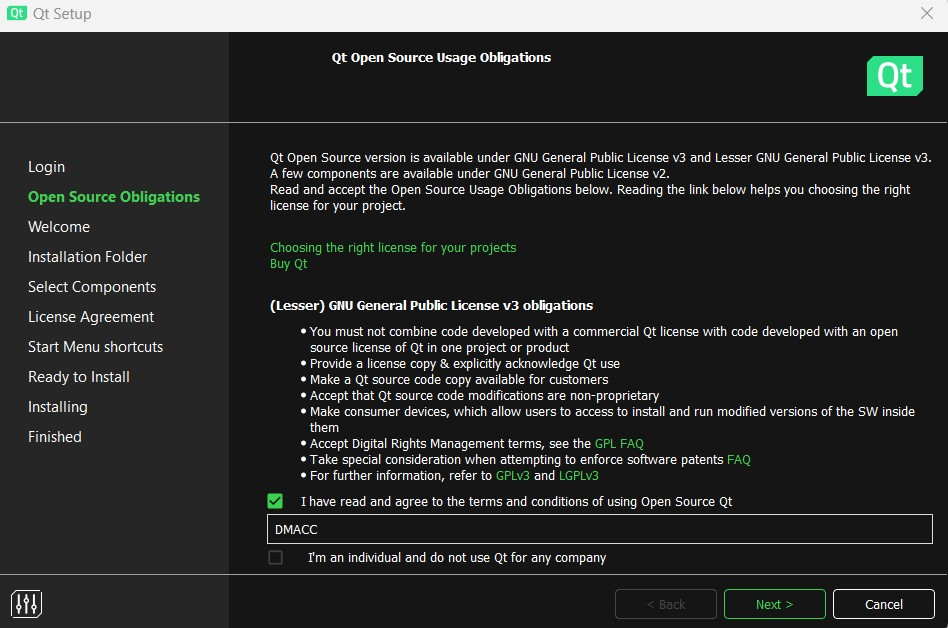 Qt Qt Setup
Qt Open Source Usage Obligations
Qt
Login
Open Source Obligations
Welcome
Installation Folder
Select Components
License Agreement
Start Menu shortcuts
Ready to Install
Installing
Finished
Qt Open Source version is available under GNU General Public License v3 and Lesser GNU General Public License v3.
A few components are available under GNU General Public License v2.
Read and accept the Open Source Usage Obligations below. Reading the link below helps you choosing the right
license for your project.
Choosing the right license for your projects
Buy Qt
(Lesser) GNU General Public License v3 obligations
• You must not combine code developed with a commercial Qt license with code developed with an open
source license of Qt in one project or product
• Provide a license copy & explicitly acknowledge Qt use
• Make a Qt source code copy available for customers
• Accept that Qt source code modifications are non-proprietary
• Make consumer devices, which allow users to access to install and run modified versions of the SW inside
them
• Accept Digital Rights Management terms, see the GPL FAQ
• Take special consideration when attempting to enforce software patents FAQ
• For further information, refer to GPLv3 and LGPLv3
I have read and agree to the terms and conditions of using Open Source Qt
DMACC
I'm an individual and do not use Qt for any company
< Back
Next >
Cancel